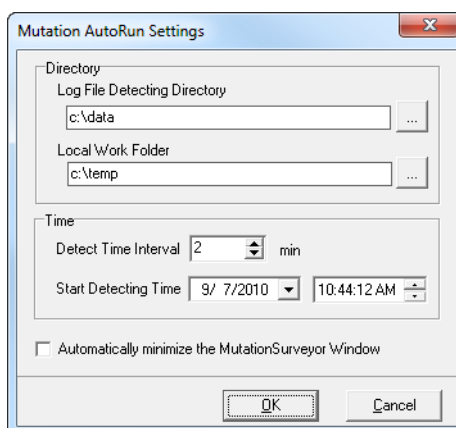 Mutation AutoRun Settings
Directory
Log File Detecting Directory
c:\data
...
Local Work Folder
c:\temp
...
Time
Detect Time Interval 2 min
Start Detecting Time 9/ 7/2010 10:44:12 AM
Automatically minimize the MutationSurveyor Window
OK Cancel